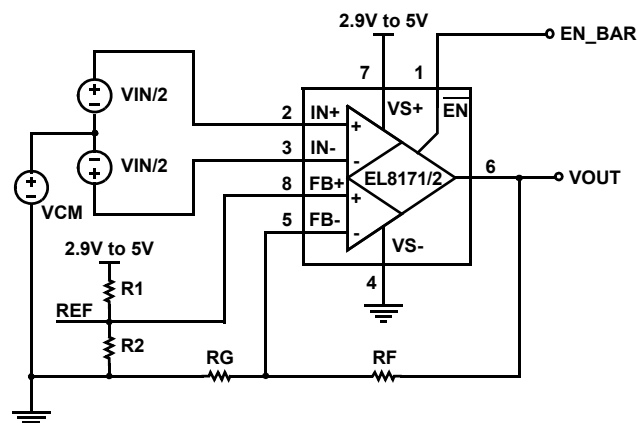 2.9V to 5V
EN_BAR
7
1
VIN/2
VS+
EN
2
IN+
+
-
+
-
3
IN-
-
VIN/2
-
+
EL8171/2
6
VOUT
8
FB+
+
+
-
VCM
5
FB-
-
VS-
2.9V to 5V
4
R1
REF
R2
RG
RF